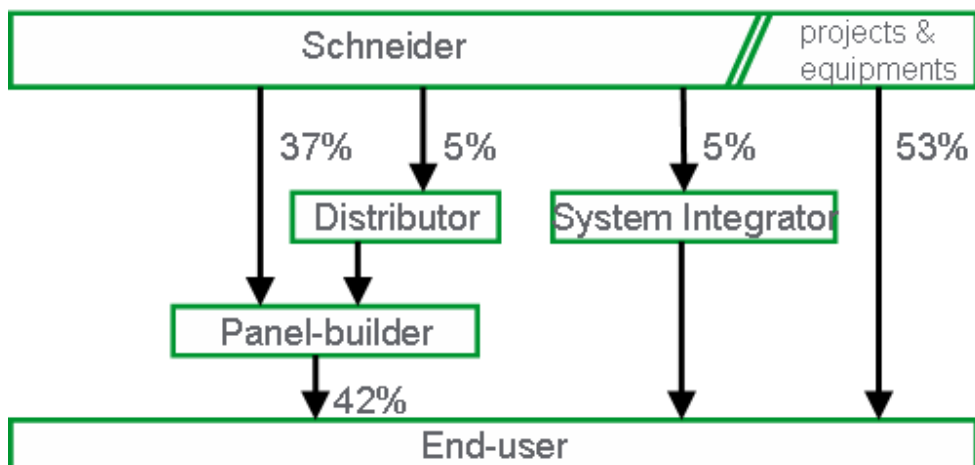 Schneider
projects &
equipments
37%
5%
5%
53%
Distributor
System Integrator
Panel-builder
42%
End-user